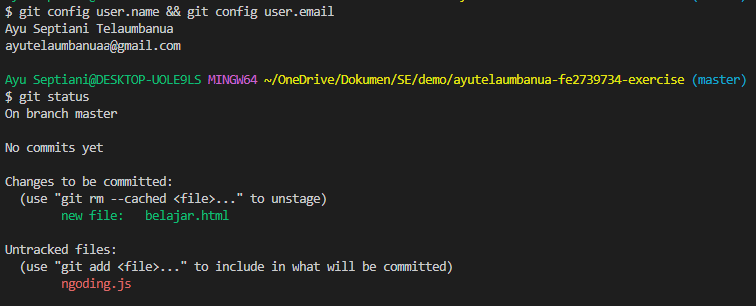 $ git config user.name && git config user.email
Ayu Septiani Telaumbanua
ayutelaumbanuaa@gmail.com
Ayu Septiani@DESKTOP-UOLE9LS MINGW64 ~/OneDrive/Dokumen/SE/demo/ayutelaumbanua-fe2739734-exercise (master)
$ git status
On branch master
No commits yet
Changes to be committed:
(use "git rm --cached <file>..." to unstage)
new file: belajar.html
Untracked files:
(use "git add <file>..." to include in what will be committed)
ngoding.js